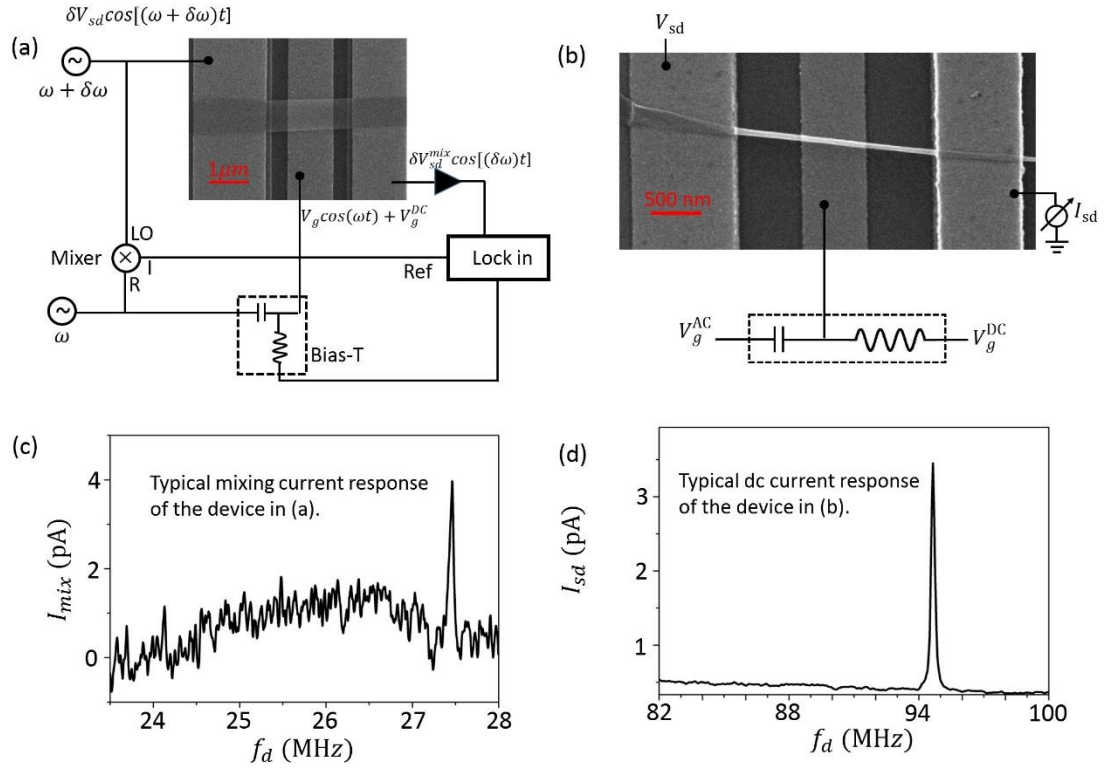 δV_sd cos[(ω + δω)t]
(a)
ω + δω
1μm
δV_sd^mix cos[(δω)t]
V_g cos(ωt) + V_g^DC
LO
Mixer
I
R
Ref
Lock in
ω
Bias-T
(b)
V_sd
500 nm
I_sd
V_g^AC
V_g^DC
(c)
Typical mixing current response
of the device in (a).
I_mix (pA)
4
2
0
24
25
26
27
28
f_d (MHz)
(d)
Typical dc current response
of the device in (b).
I_sd (pA)
3
2
1
82
88
94
100
f_d (MHz)